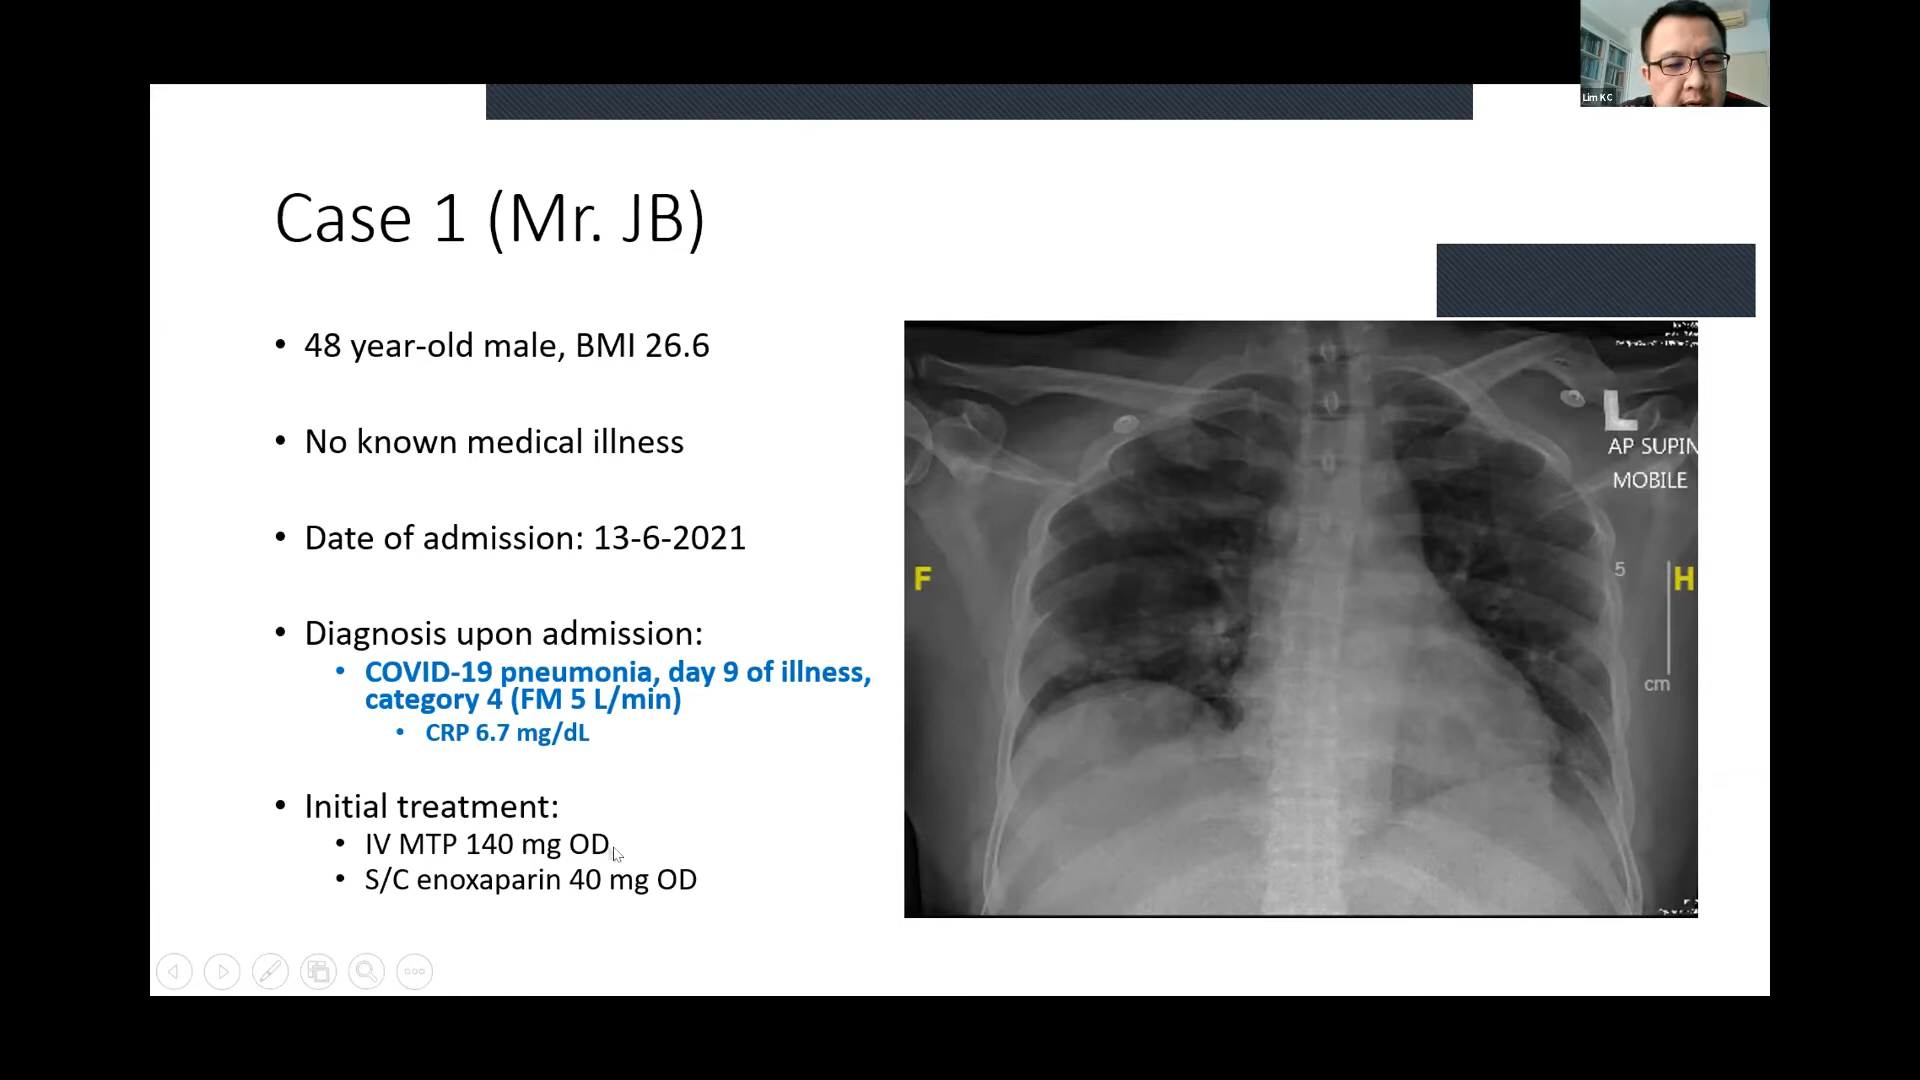 Lim KC
Case 1 (Mr. JB)
• 48 year-old male, BMI 26.6
• No known medical illness
• Date of admission: 13-6-2021
• Diagnosis upon admission:
• COVID-19 pneumonia, day 9 of illness,
category 4 (FM 5 L/min)
• CRP 6.7 mg/dL
• Initial treatment:
• IV MTP 140 mg OD
• S/C enoxaparin 40 mg OD
L
AP SUPIN
MOBILE
F
5
H
cm